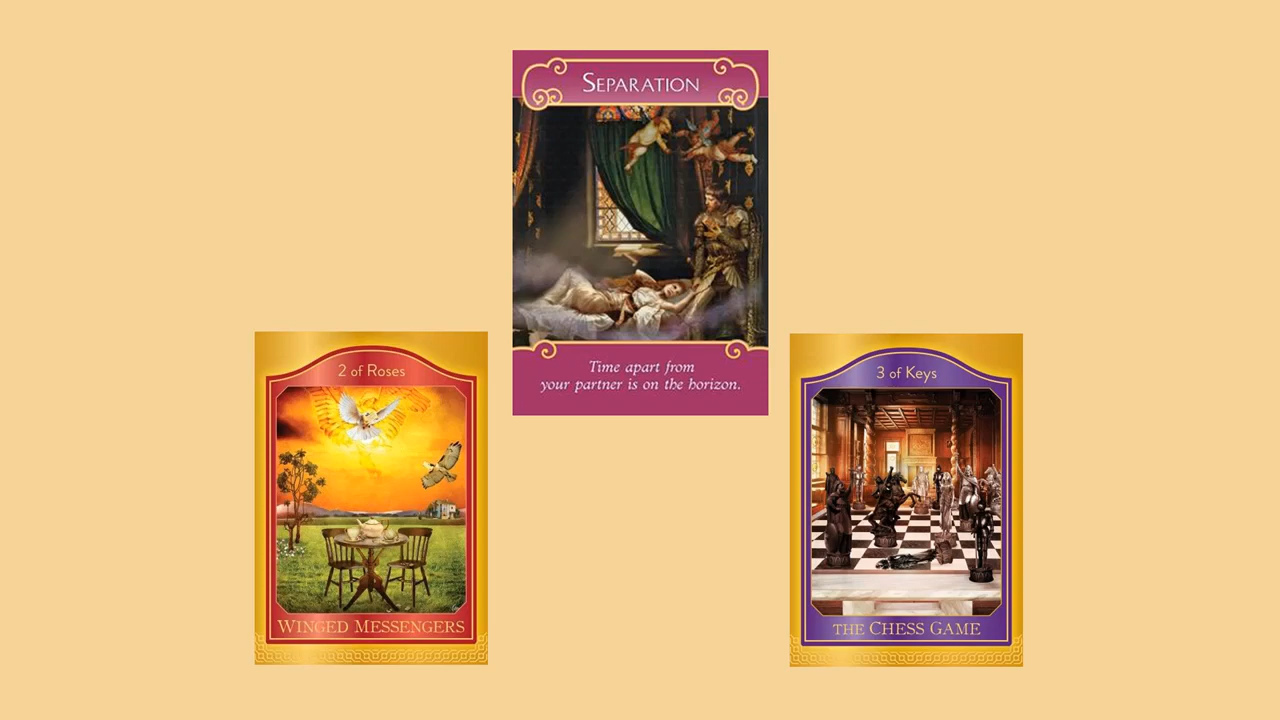 SEPARATION
Time apart from
your partner is on the horizon.
2 of Roses
WINGED MESSENGERS
3 of Keys
THE CHESS GAME